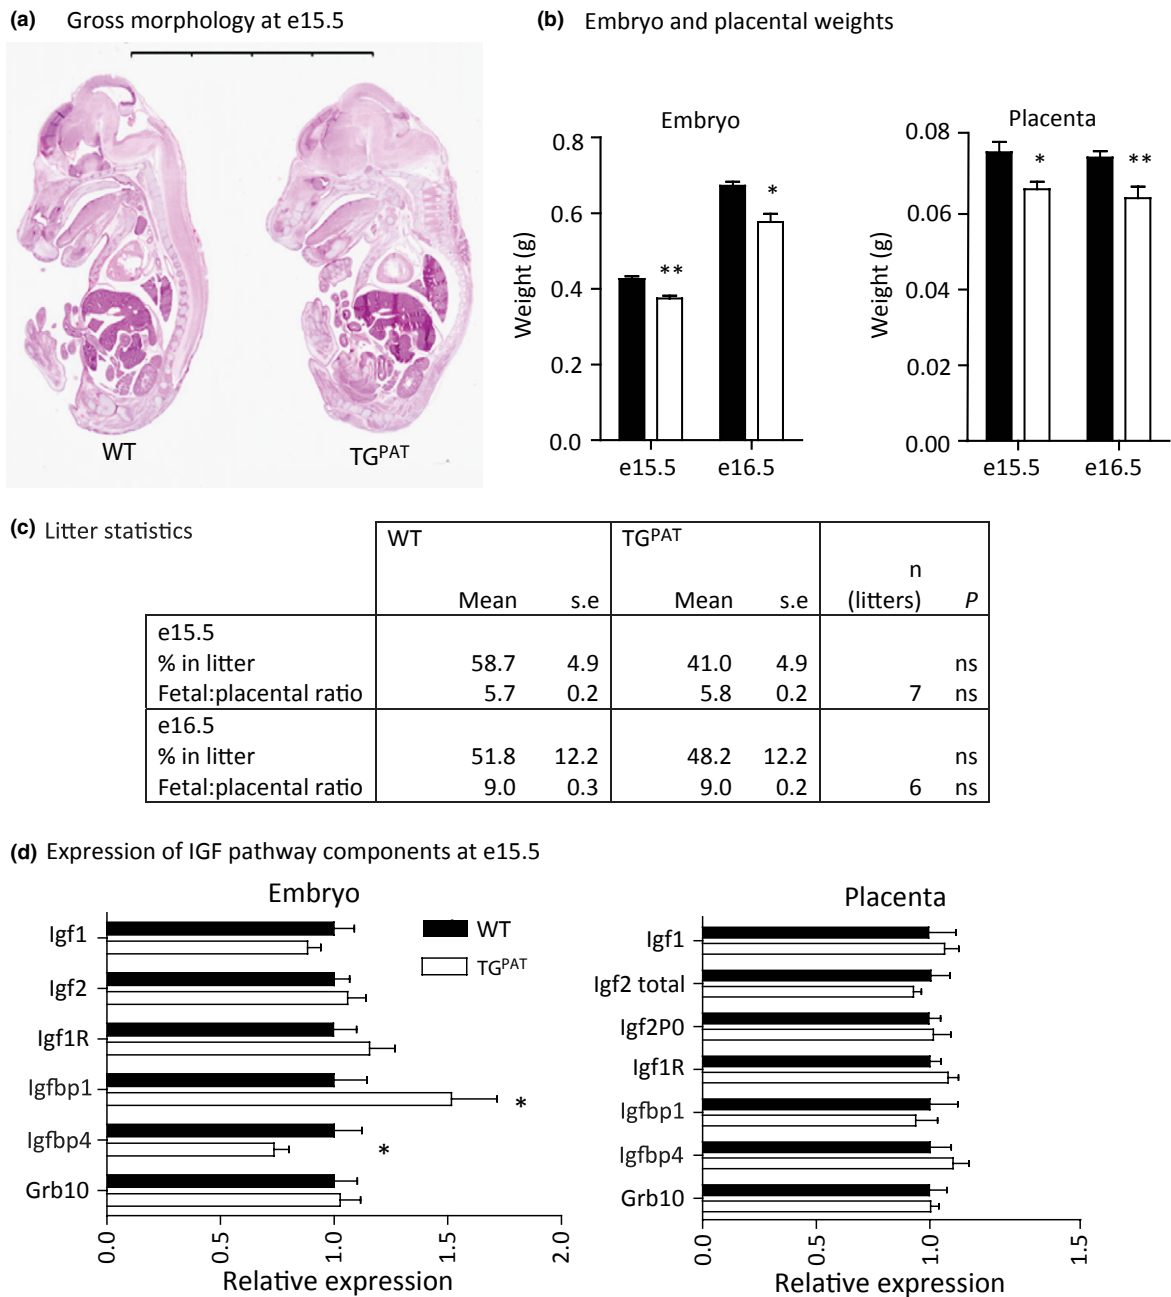 (a) Gross morphology at e15.5
WT
TGPAT
(b) Embryo and placental weights
Embryo
Weight (g)
0.8
0.6
0.4
0.2
0.0
**
*
e15.5 e16.5
Placenta
Weight (g)
0.08
0.06
0.04
0.02
0.00
*
**
e15.5 e16.5
(c) Litter statistics
WT TGPAT
n
Mean s.e Mean s.e (litters) P
e15.5
% in litter 58.7 4.9 41.0 4.9 ns
Fetal:placental ratio 5.7 0.2 5.8 0.2 7 ns
e16.5
% in litter 51.8 12.2 48.2 12.2 ns
Fetal:placental ratio 9.0 0.3 9.0 0.2 6 ns
(d) Expression of IGF pathway components at e15.5
Embryo
Igf1
Igf2
Igf1R
Igfbp1
*
Igfbp4
*
Grb10
WT
TGPAT
0.0 0.5 1.0 1.5 2.0
Relative expression
Placenta
Igf1
Igf2 total
Igf2P0
Igf1R
Igfbp1
Igfbp4
Grb10
0.0 0.5 1.0 1.5
Relative expression